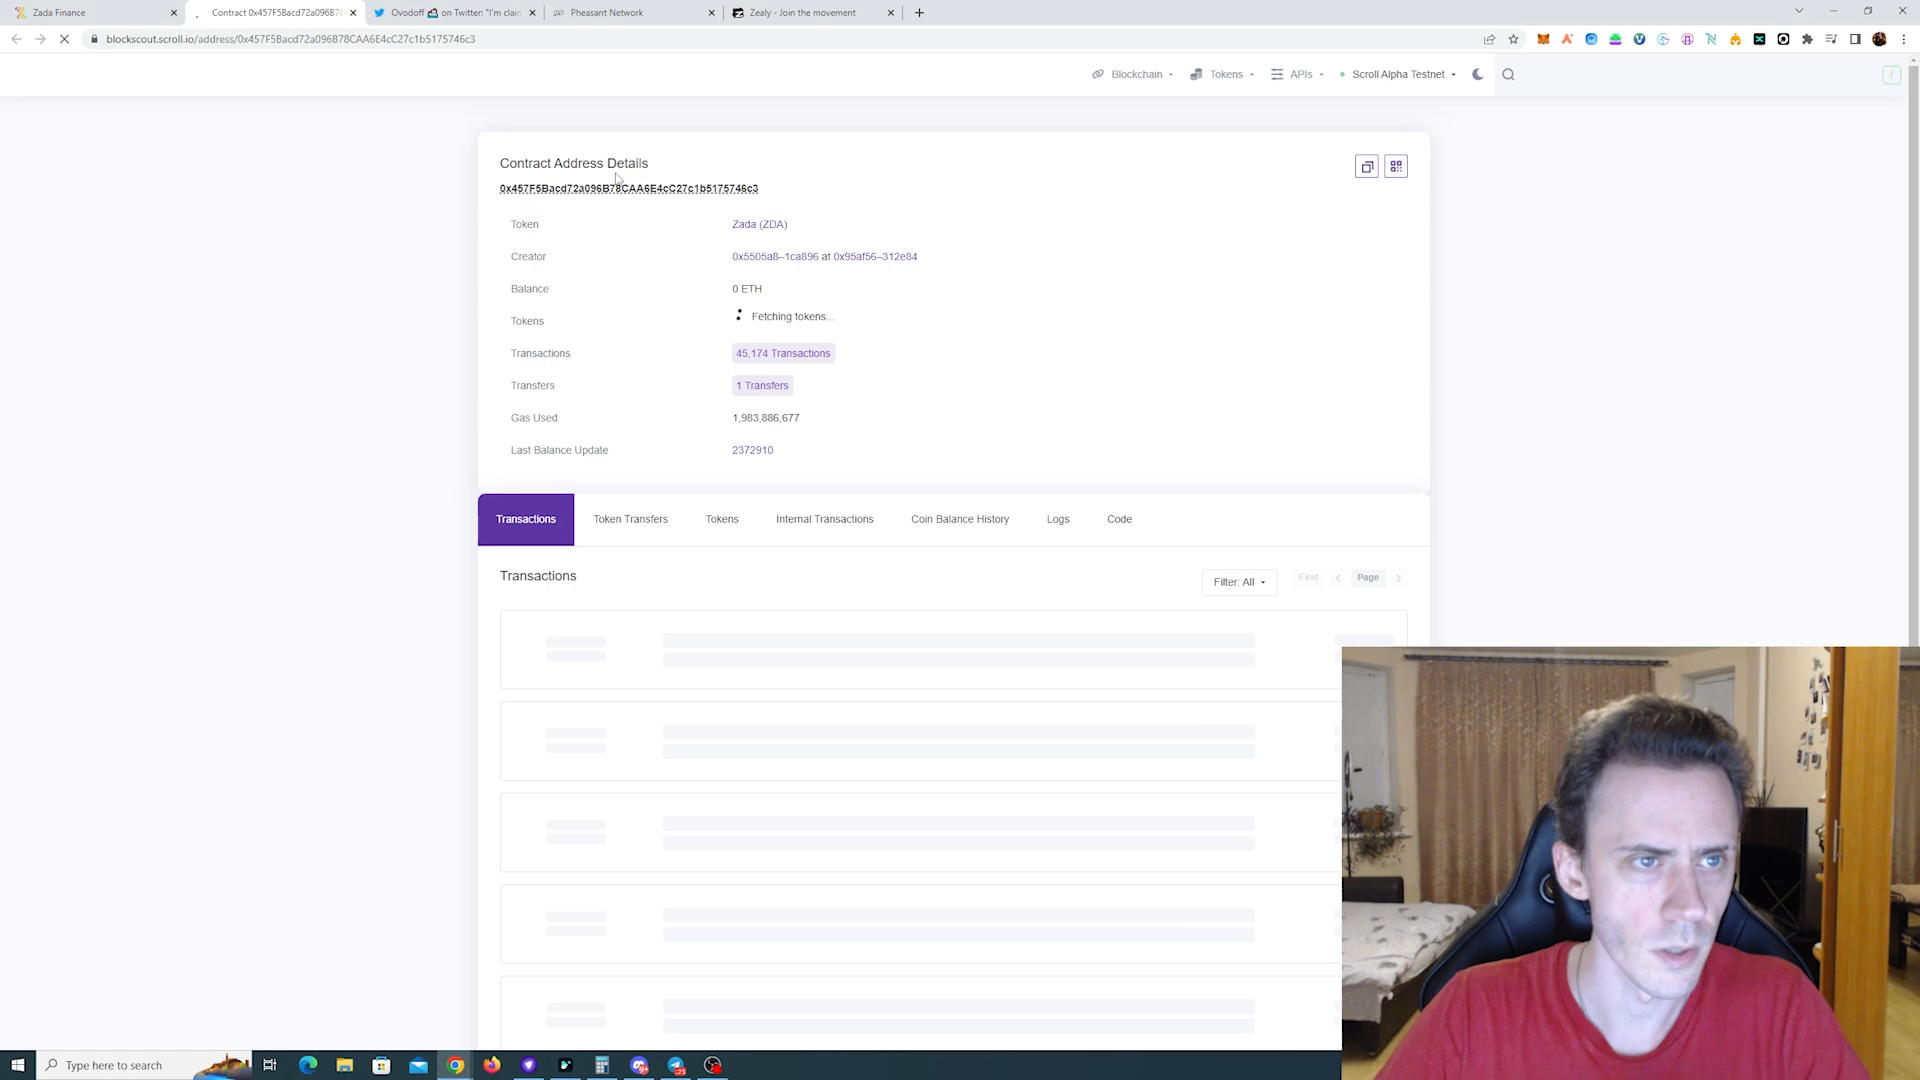 Zada Finance
Contract 0x457F5Bacd72a096B7
Ovodoff on Twitter: "I'm clai
Pheasant Network
Zealy - Join the movement
blockscout.scroll.io/address/0x457F5Bacd72a096B78CAA6E4cC27c1b5175746c3
Blockchain
Tokens
APIs
Scroll Alpha Testnet
/
Contract Address Details
0x457F5Bacd72a096B78CAA6E4cC27c1b5175746c3
Token Zada (ZDA)
Creator 0x5505a8–1ca896 at 0x95af56–312e84
Balance 0 ETH
Tokens Fetching tokens...
Transactions 45,174 Transactions
Transfers 1 Transfers
Gas Used 1,983,886,677
Last Balance Update 2372910
Transactions Token Transfers Tokens Internal Transactions Coin Balance History Logs Code
Transactions
Filter: All
First
Page
Type here to search